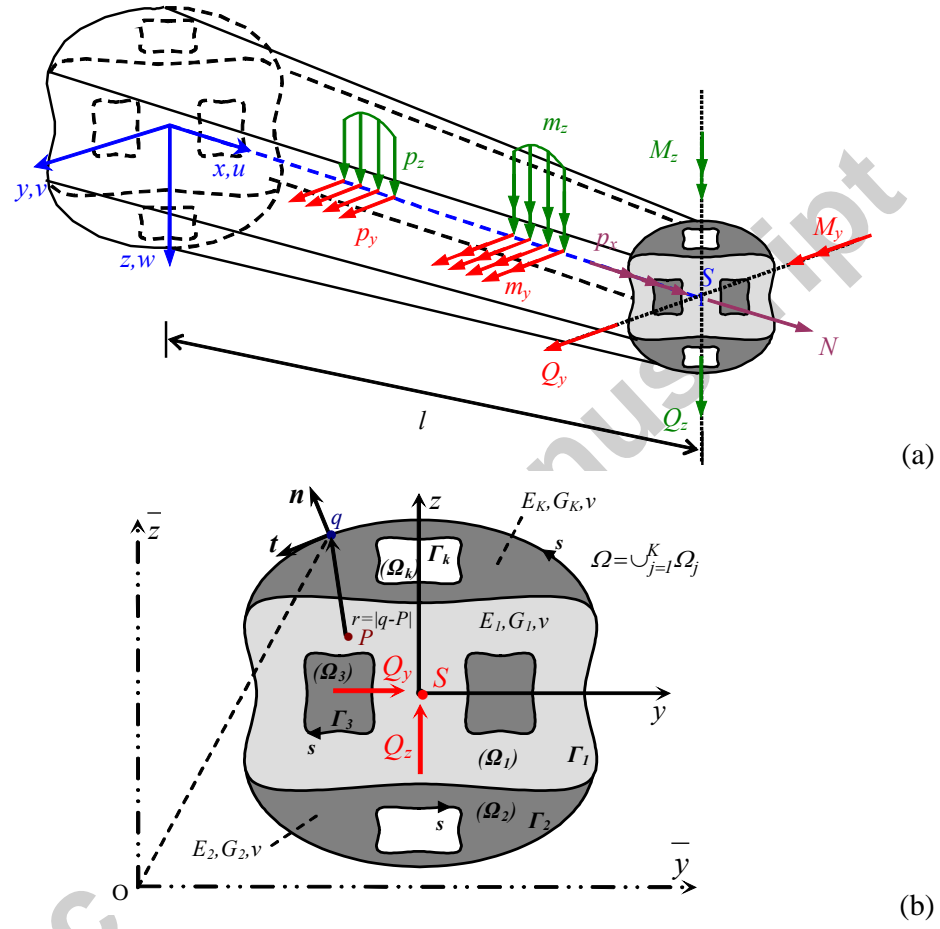 p_z
m_z
M_z
x,u
y,v
z,w
p_y
m_y
p_x
S
M_y
N
Q_y
Q_z
l
(a)
nuscript
n
q
z
z̅
t
E_K,G_K,ν
s
Ω=∪_{j=1}^{K}Ω_j
Γ_k
(Ω_k)
r=|q-P|
P
E_1,G_1,ν
(Ω_3)
Q_y
S
y
Γ_3
s
Q_z
(Ω_1)
Γ_1
(Ω_2)
s
Γ_2
E_2,G_2,ν
y̅
O
(b)
c